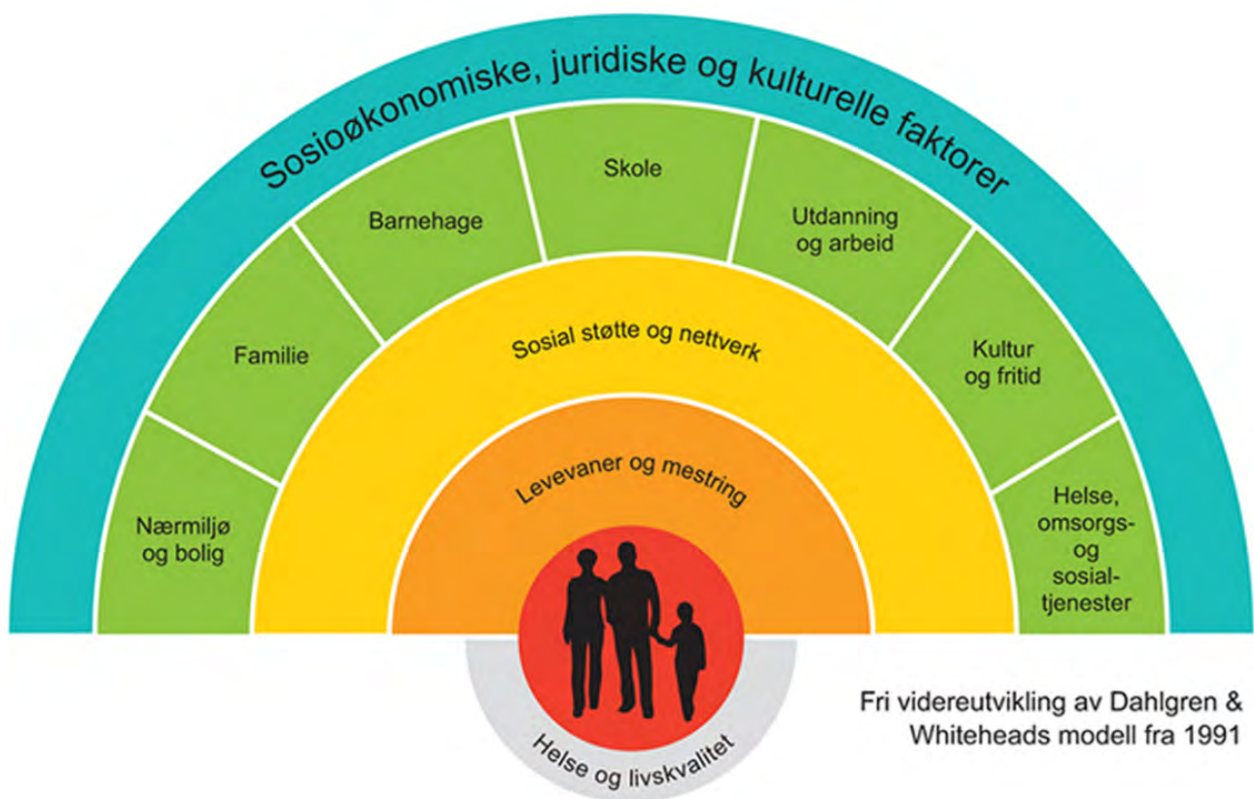 Sosioøkonomiske, juridiske og kulturelle faktorer
Nærmiljø
og bolig
Familie
Barnehage
Skole
Utdanning
og arbeid
Kultur
og fritid
Helse,
omsorgs-
og
sosial-
tjenester
Sosial støtte og nettverk
Levevaner og mestring
Helse og livskvalitet
Fri videreutvikling av Dahlgren &
Whiteheads modell fra 1991